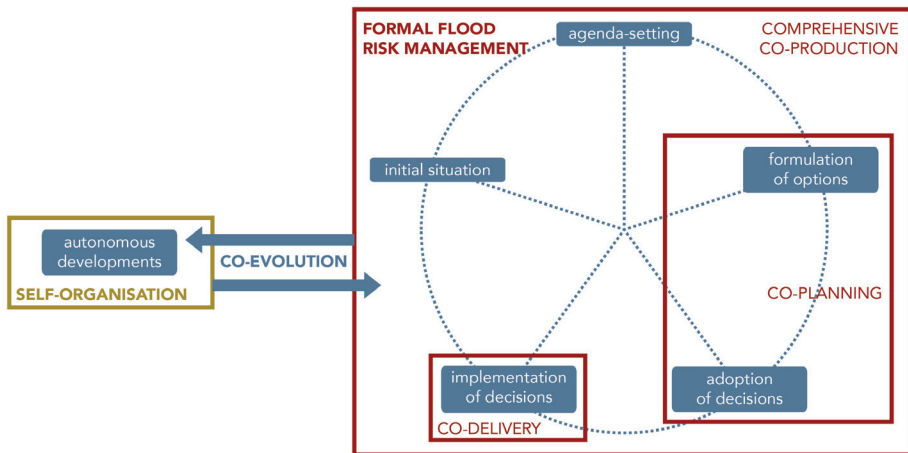 FORMAL FLOOD
RISK MANAGEMENT
agenda-setting
COMPREHENSIVE
CO-PRODUCTION
initial situation
formulation
of options
autonomous
developments
SELF-ORGANISATION
CO-EVOLUTION
CO-PLANNING
implementation
of decisions
CO-DELIVERY
adoption
of decisions